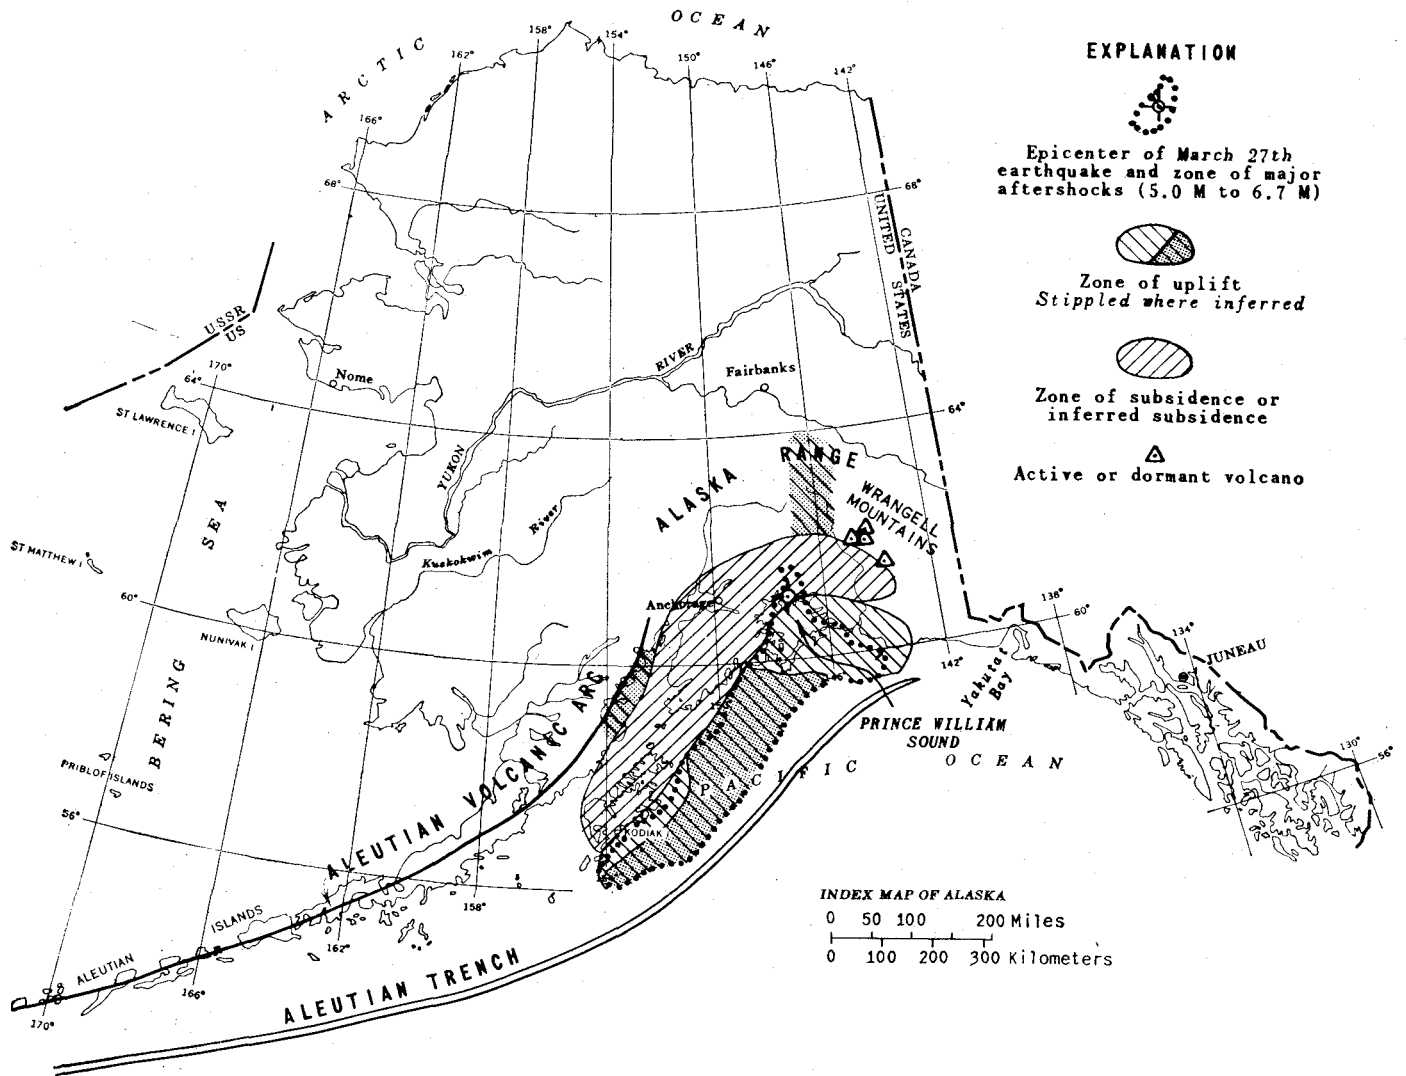 OCEAN
ARCTIC
158°
154°
162°
150°
146°
142°
166°
68°
68°
UNITED STATES
CANADA
USSR
US
170°
64°
Nome
ST LAWRENCE I
RIVER
Fairbanks
64°
YUKON
ALASKA RANGE
WRANGELL
MOUNTAINS
BERING SEA
ST MATTHEW I
Kuskokwim River
60°
NUNIVAK I
Anchorage
138°
60°
134°
JUNEAU
142°
Yakutat
Bay
PRINCE WILLIAM
SOUND
PACIFIC OCEAN
130°
56°
PRIBLOF ISLANDS
56°
KODIAK
ALEUTIAN VOLCANIC ARC
158°
162°
166°
170°
ALEUTIAN ISLANDS
ALEUTIAN TRENCH
EXPLANATION
Epicenter of March 27th
earthquake and zone of major
aftershocks (5.0 M to 6.7 M)
Zone of uplift
Stippled where inferred
Zone of subsidence or
inferred subsidence
Active or dormant volcano
INDEX MAP OF ALASKA
0 50 100 200 Miles
0 100 200 300 Kilometers